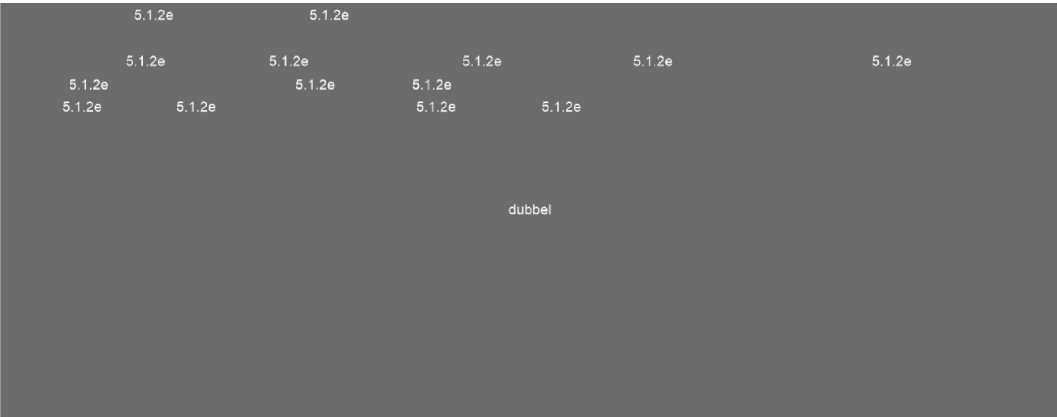 5.1.2e 5.1.2e
5.1.2e 5.1.2e 5.1.2e 5.1.2e 5.1.2e
5.1.2e 5.1.2e 5.1.2e
5.1.2e 5.1.2e 5.1.2e 5.1.2e
dubbel